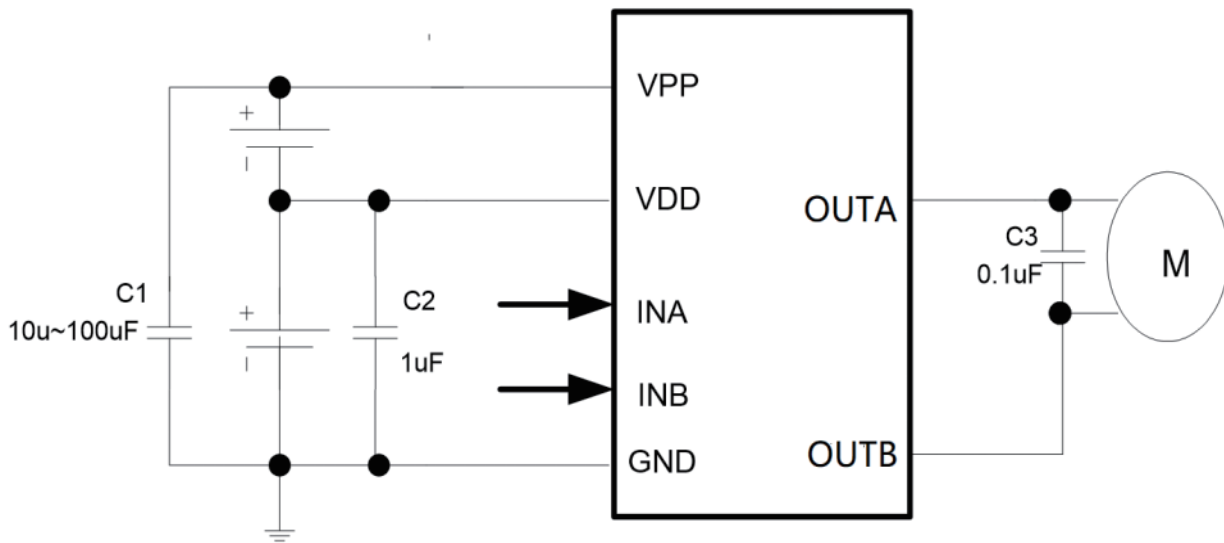 VPP
+
VDD
OUTA
C3
0.1uF
M
C1
10u~100uF
+
C2
1uF
INA
INB
GND
OUTB